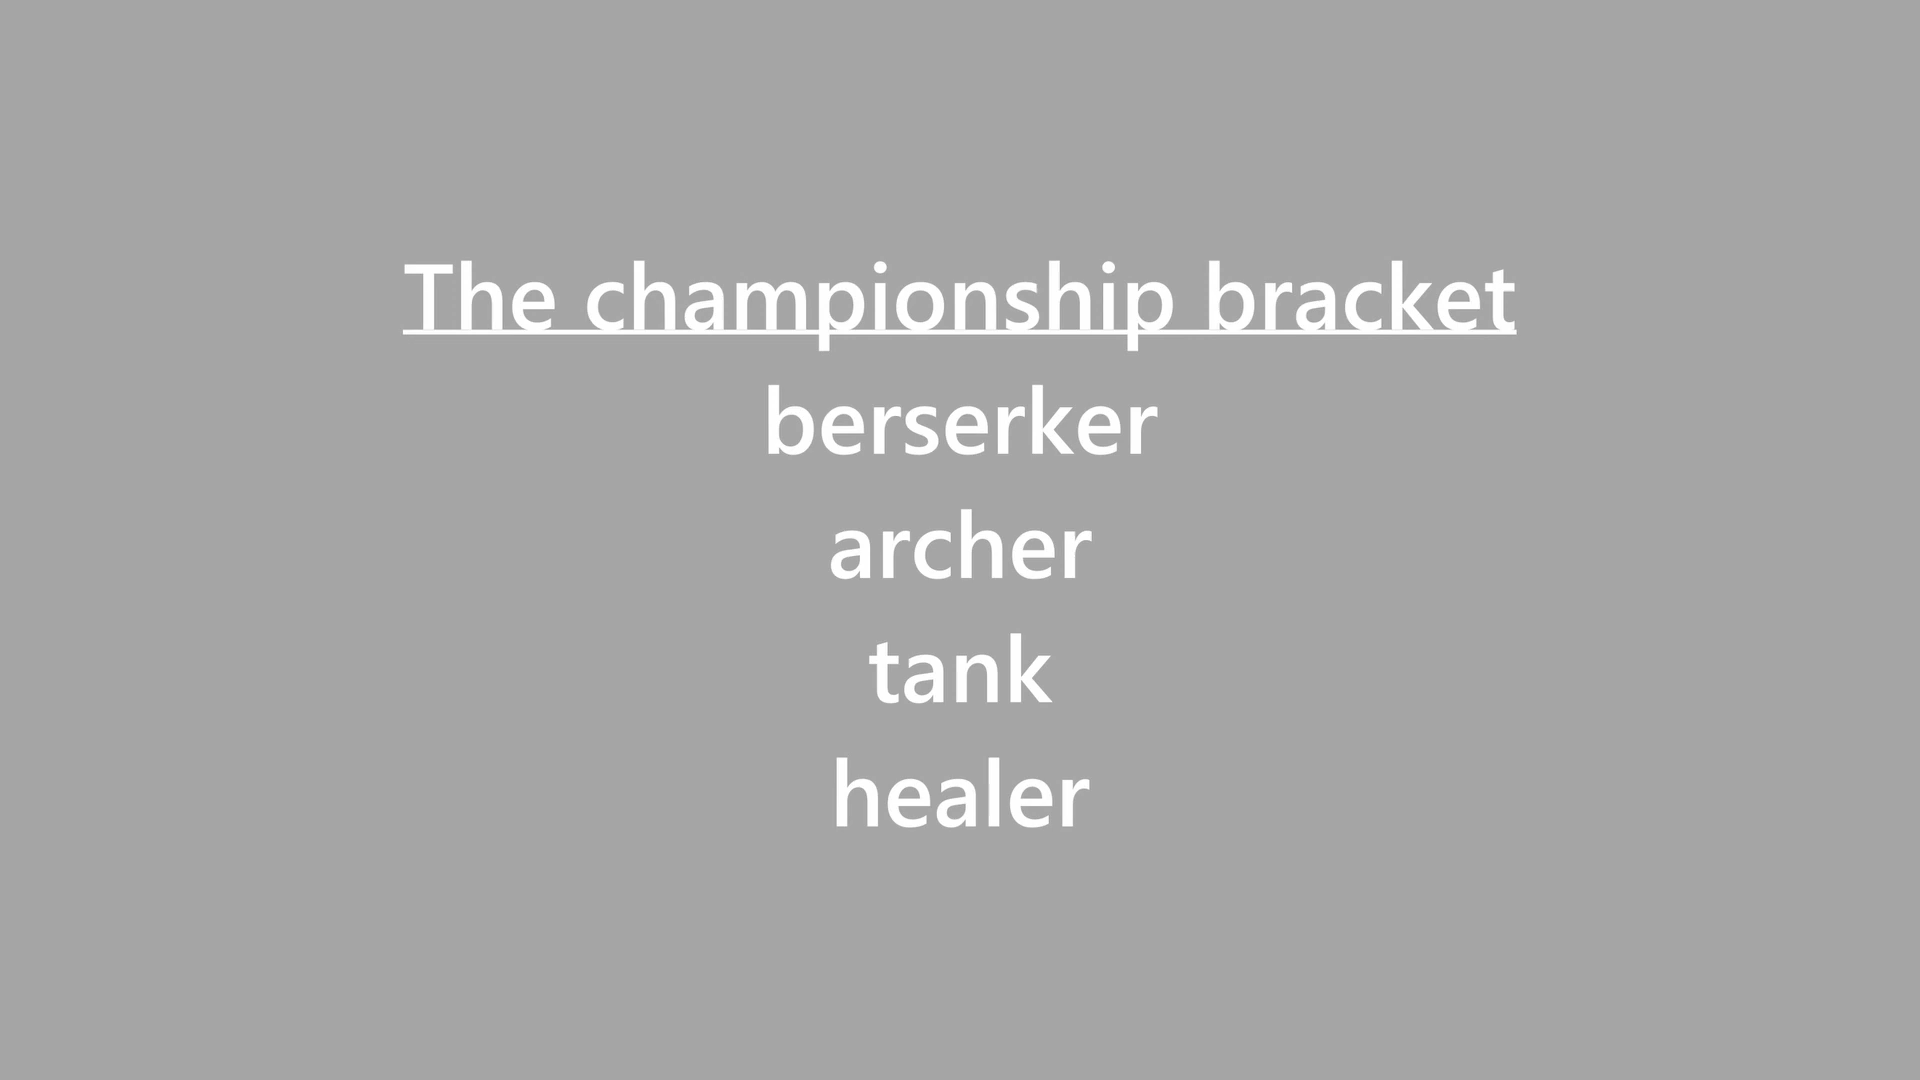 The championship bracket
berserker
archer
tank
healer